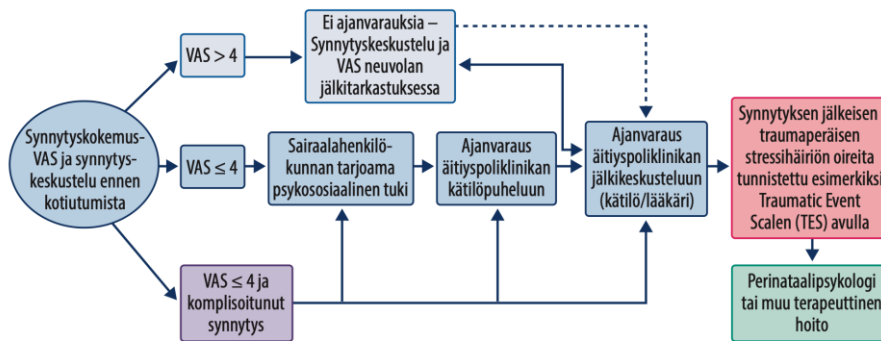 Synnytyskokemus-
VAS ja synnytys-
keskustelu ennen
kotiutumista
VAS > 4
Ei ajanvarauksia –
Synnytyskeskustelu ja
VAS neuvolan
jälkitarkastuksessa
VAS ≤ 4
Sairaalahenkilö-
kunnan tarjoama
psykososiaalinen tuki
Ajanvaraus
äitiyspoliklinikan
kätilöpuheluun
Ajanvaraus
äitiyspoliklinikan
jälkikeskusteluun
(kätilö/lääkäri)
Synnytyksen jälkeisen
traumaperäisen
stressihäiriön oireita
tunnistettu esimerkiksi
Traumatic Event
Scalen (TES) avulla
VAS ≤ 4 ja
komplisoitunut
synnytys
Perinataalipsykologi
tai muu terapeuttinen
hoito